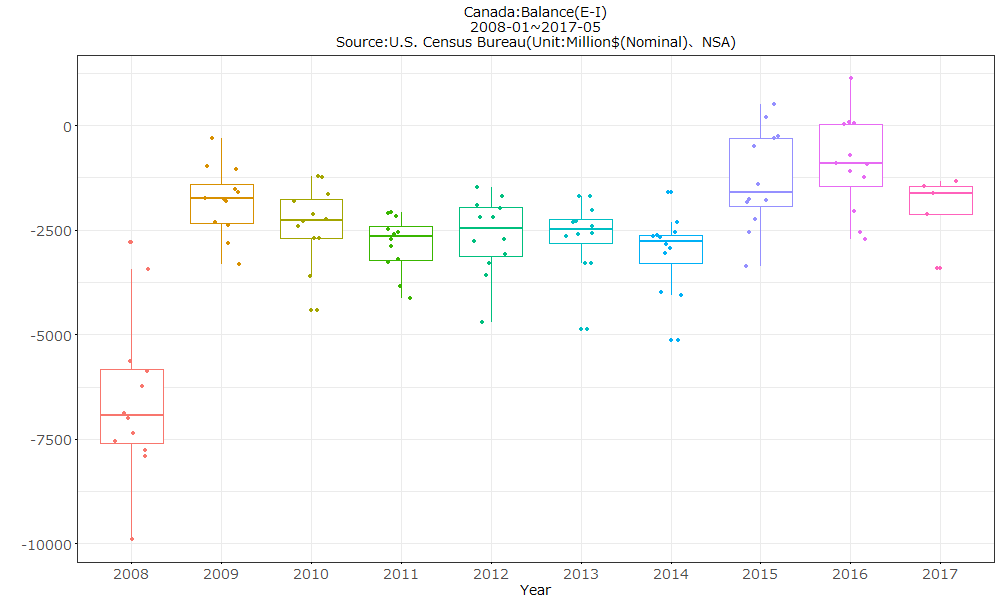 Canada:Balance(E-I)
2008-01~2017-05
Source:U.S. Census Bureau(Unit:Million$(Nominal)、NSA)
0
-2500
-5000
-7500
-10000
2008 2009 2010 2011 2012 2013 2014 2015 2016 2017
Year